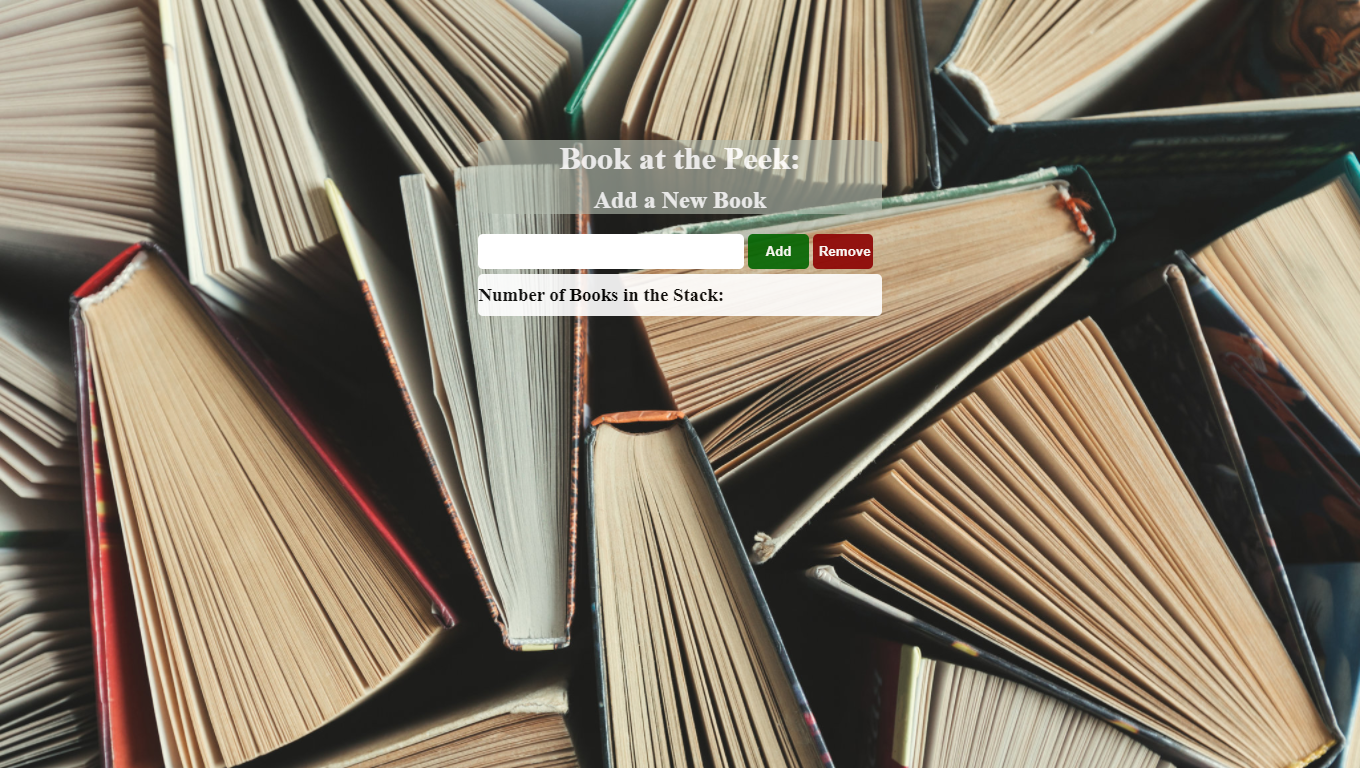 Book at the Peek:
Add a New Book
Add
Remove
Number of Books in the Stack: